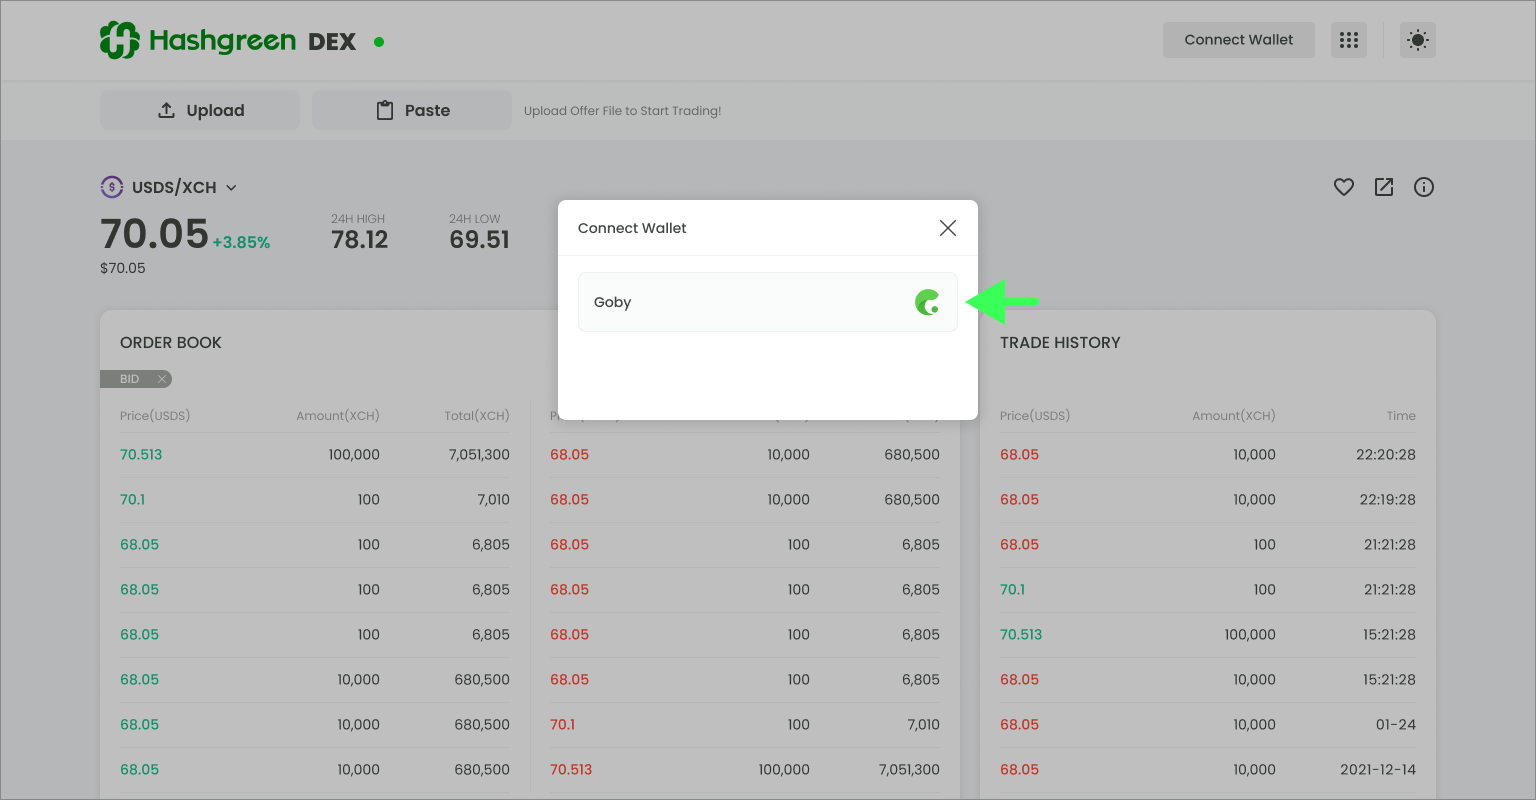 Hashgreen DEX
Connect Wallet
Upload
Paste
Upload Offer File to Start Trading!
USDS/XCH
70.05 +3.85%
$70.05
24H HIGH
78.12
24H LOW
69.51
Connect Wallet
Goby
ORDER BOOK
BID
Price(USDS) Amount(XCH) Total(XCH)
70.513 100,000 7,051,300
70.1 100 7,010
68.05 100 6,805
68.05 100 6,805
68.05 100 6,805
68.05 10,000 680,500
68.05 10,000 680,500
68.05 10,000 680,500
68.05 10,000 680,500
68.05 10,000 680,500
68.05 100 6,805
68.05 100 6,805
68.05 100 6,805
68.05 100 6,805
70.1 100 7,010
70.513 100,000 7,051,300
TRADE HISTORY
Price(USDS) Amount(XCH) Time
68.05 10,000 22:20:28
68.05 10,000 22:19:28
68.05 100 21:21:28
70.1 100 21:21:28
70.513 100,000 15:21:28
68.05 10,000 15:21:28
68.05 10,000 01-24
68.05 10,000 2021-12-14